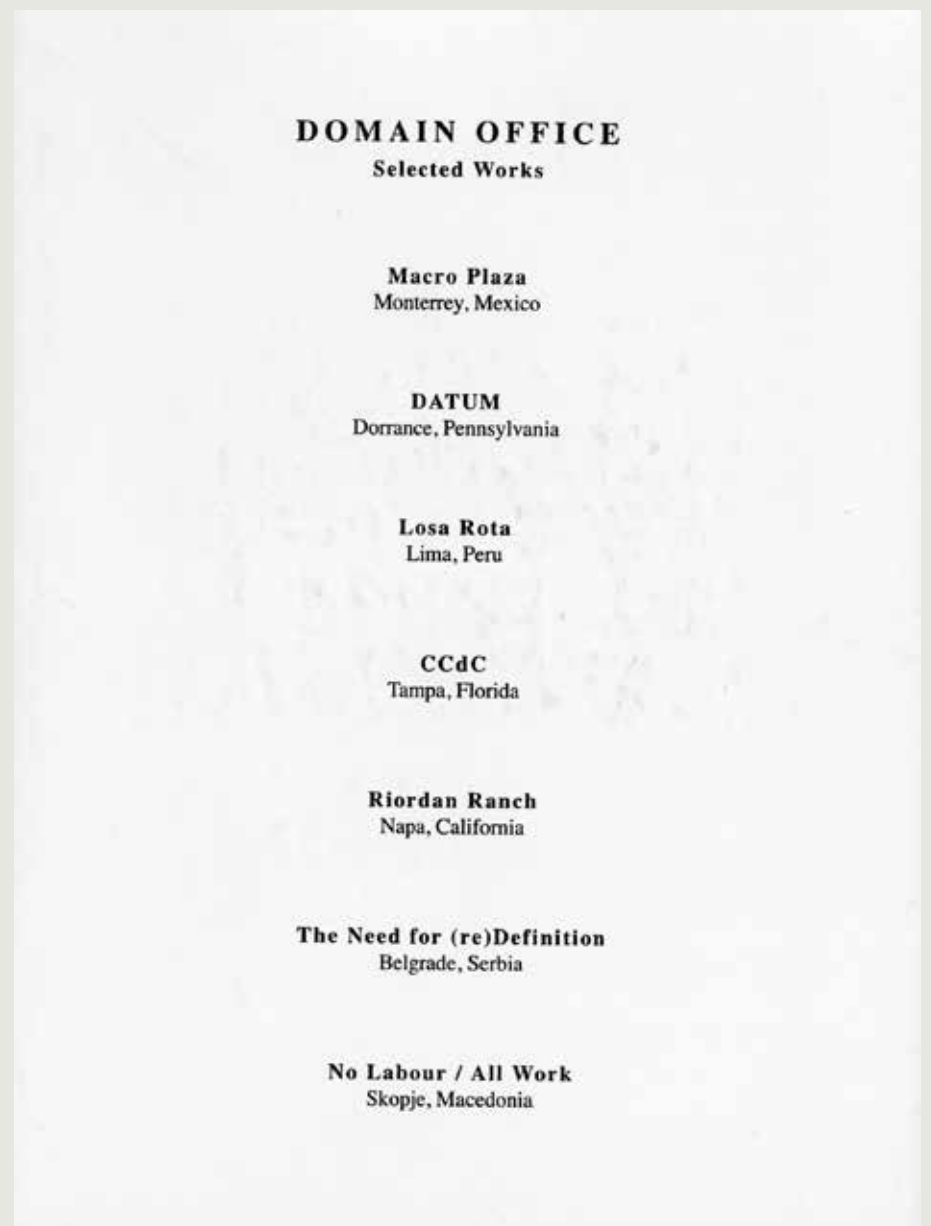 DOMAIN OFFICE
Selected Works
Macro Plaza
Monterrey, Mexico
DATUM
Dorrance, Pennsylvania
Losa Rota
Lima, Peru
CCdC
Tampa, Florida
Riordan Ranch
Napa, California
The Need for (re)Definition
Belgrade, Serbia
No Labour / All Work
Skopje, Macedonia